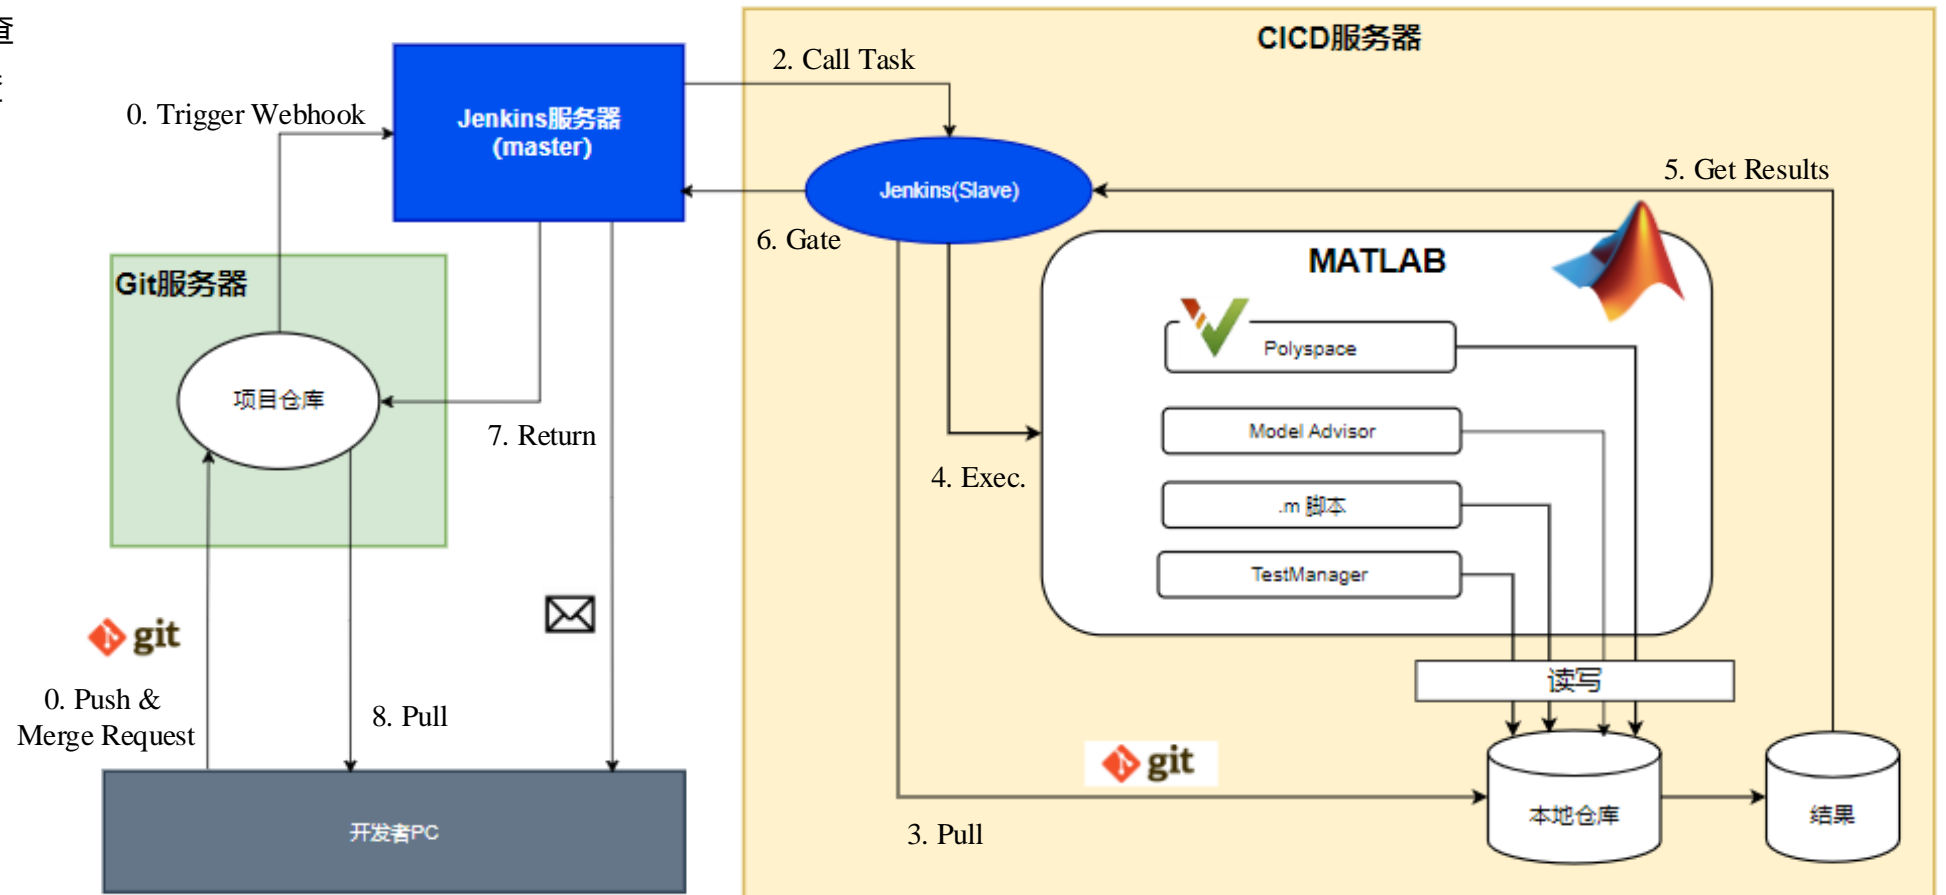 查
CICD服务器
2. Call Task
0. Trigger Webhook
Jenkins服务器
(master)
5. Get Results
Jenkins(Slave)
6. Gate
MATLAB
Git服务器
Polyspace
项目仓库
Model Advisor
7. Return
4. Exec.
.m 脚本
TestManager
git
读写
0. Push &
Merge Request
8. Pull
git
本地仓库
结果
3. Pull
开发者PC